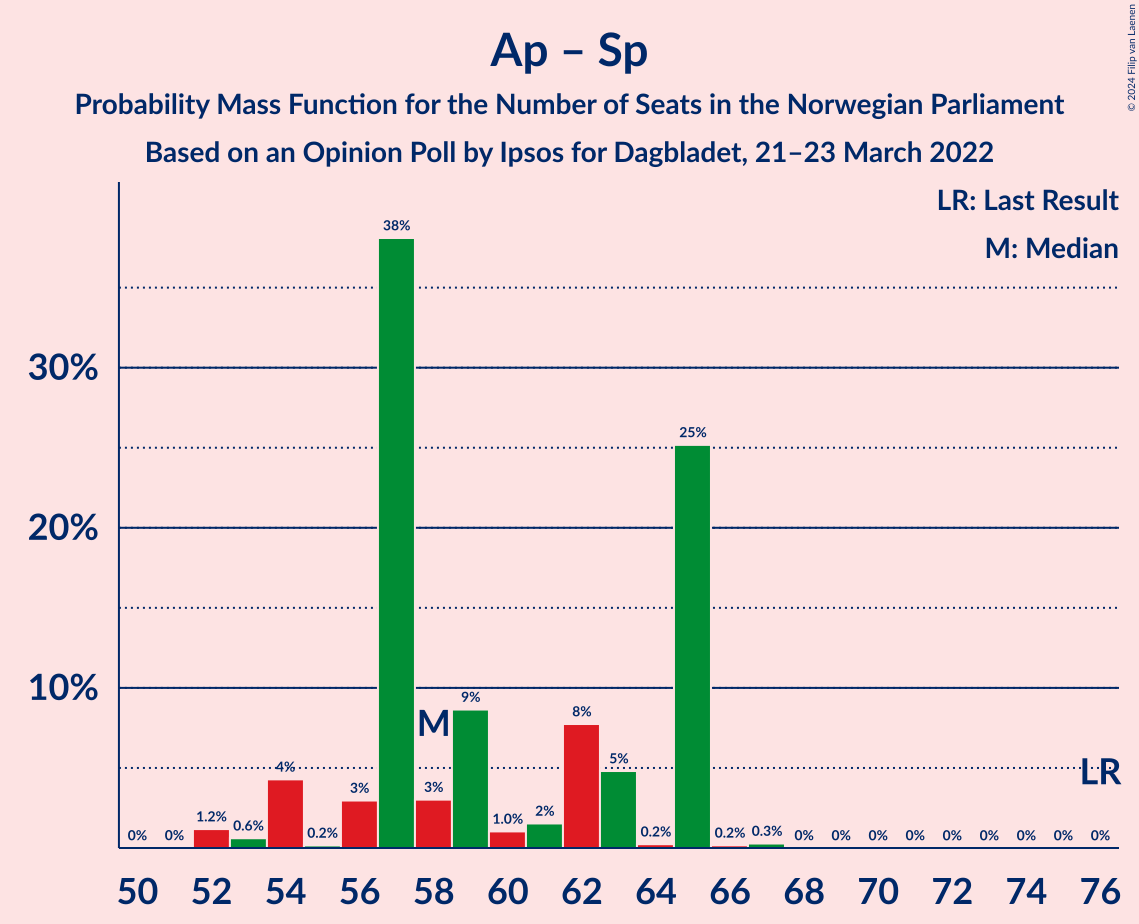 © 2024 Filip van Laenen
Ap – Sp
Probability Mass Function for the Number of Seats in the Norwegian Parliament
Based on an Opinion Poll by Ipsos for Dagbladet, 21–23 March 2022
LR: Last Result
M: Median
38%
30%
25%
20%
10%
9%
M
8%
5%
LR
4%
3%
3%
1.2%
0.6%
0.2%
1.0%
2%
0.2%
0.2%
0.3%
0% 0% 0% 0% 0% 0% 0% 0% 0% 0% 0%
50 52 54 56 58 60 62 64 66 68 70 72 74 76